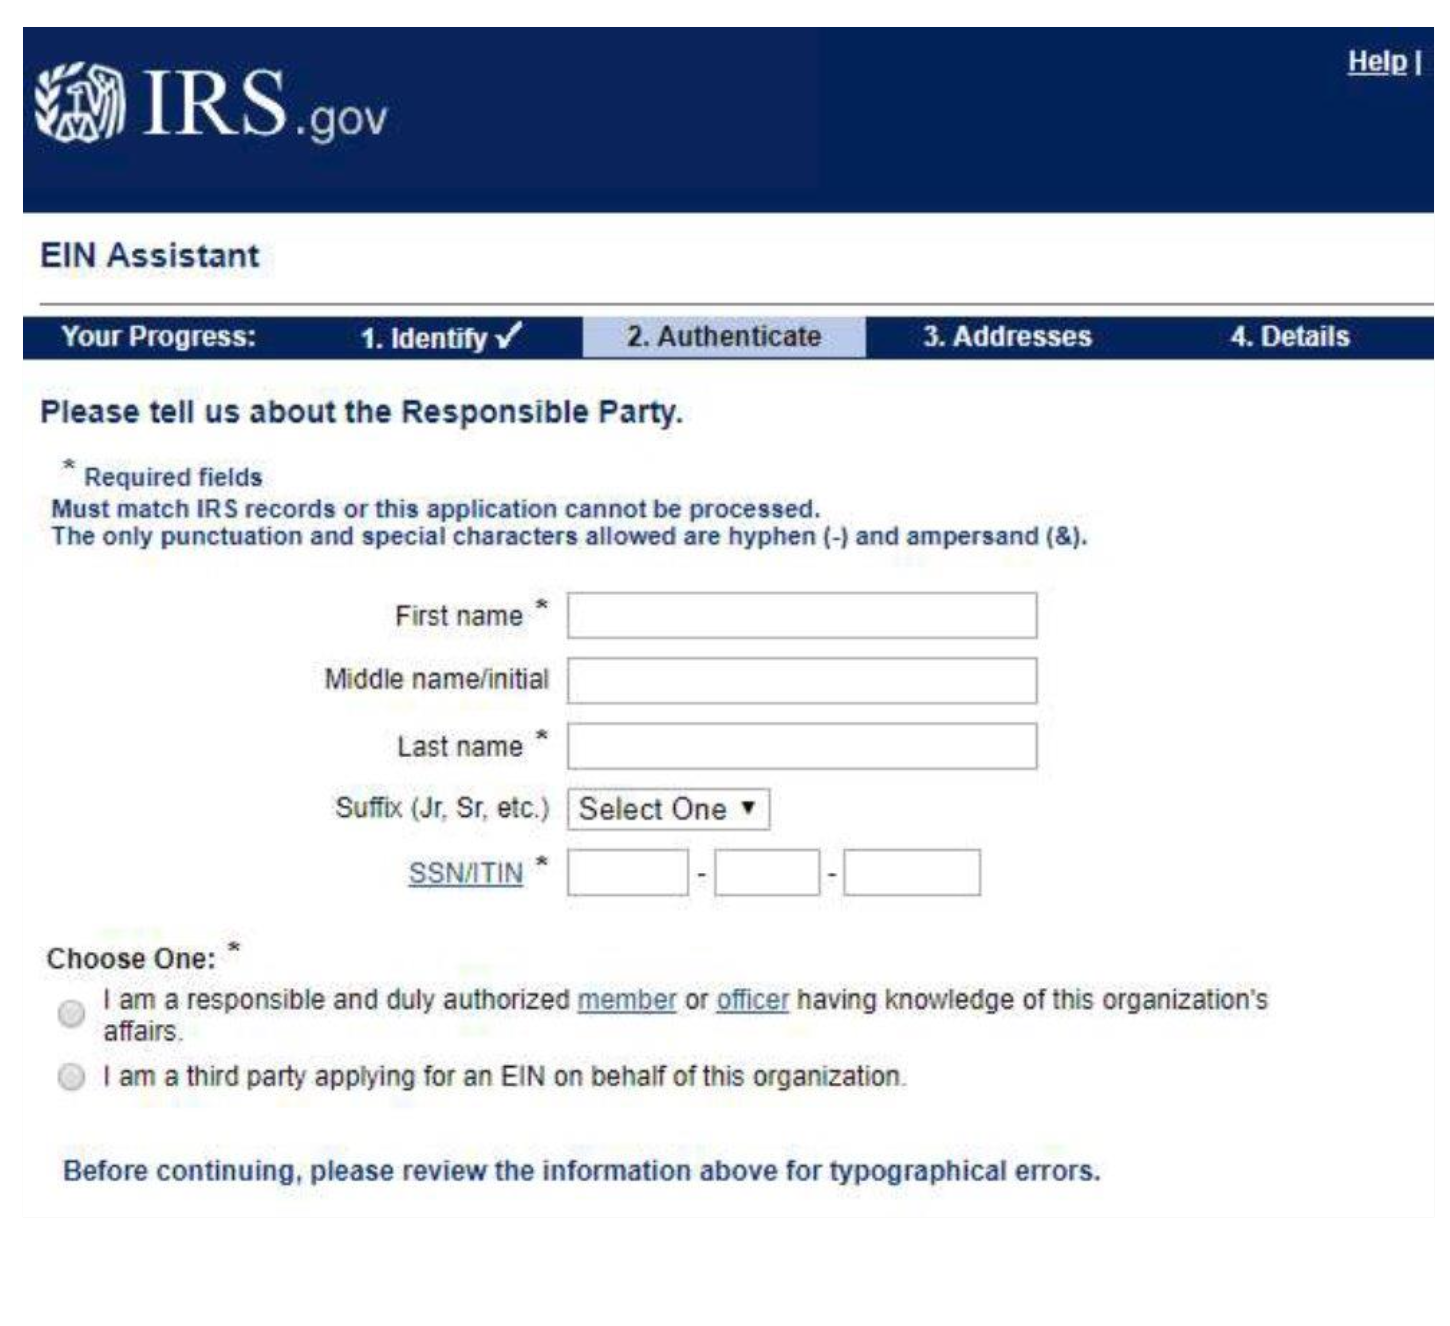 IRS.gov
Help |
EIN Assistant
Your Progress: 1. Identify ✓ 2. Authenticate 3. Addresses 4. Details
Please tell us about the Responsible Party.
* Required fields
Must match IRS records or this application cannot be processed.
The only punctuation and special characters allowed are hyphen (-) and ampersand (&).
First name *
Middle name/initial
Last name *
Suffix (Jr, Sr, etc.) Select One ▼
SSN/ITIN * - -
Choose One: *
I am a responsible and duly authorized member or officer having knowledge of this organization's
affairs.
I am a third party applying for an EIN on behalf of this organization.
Before continuing, please review the information above for typographical errors.